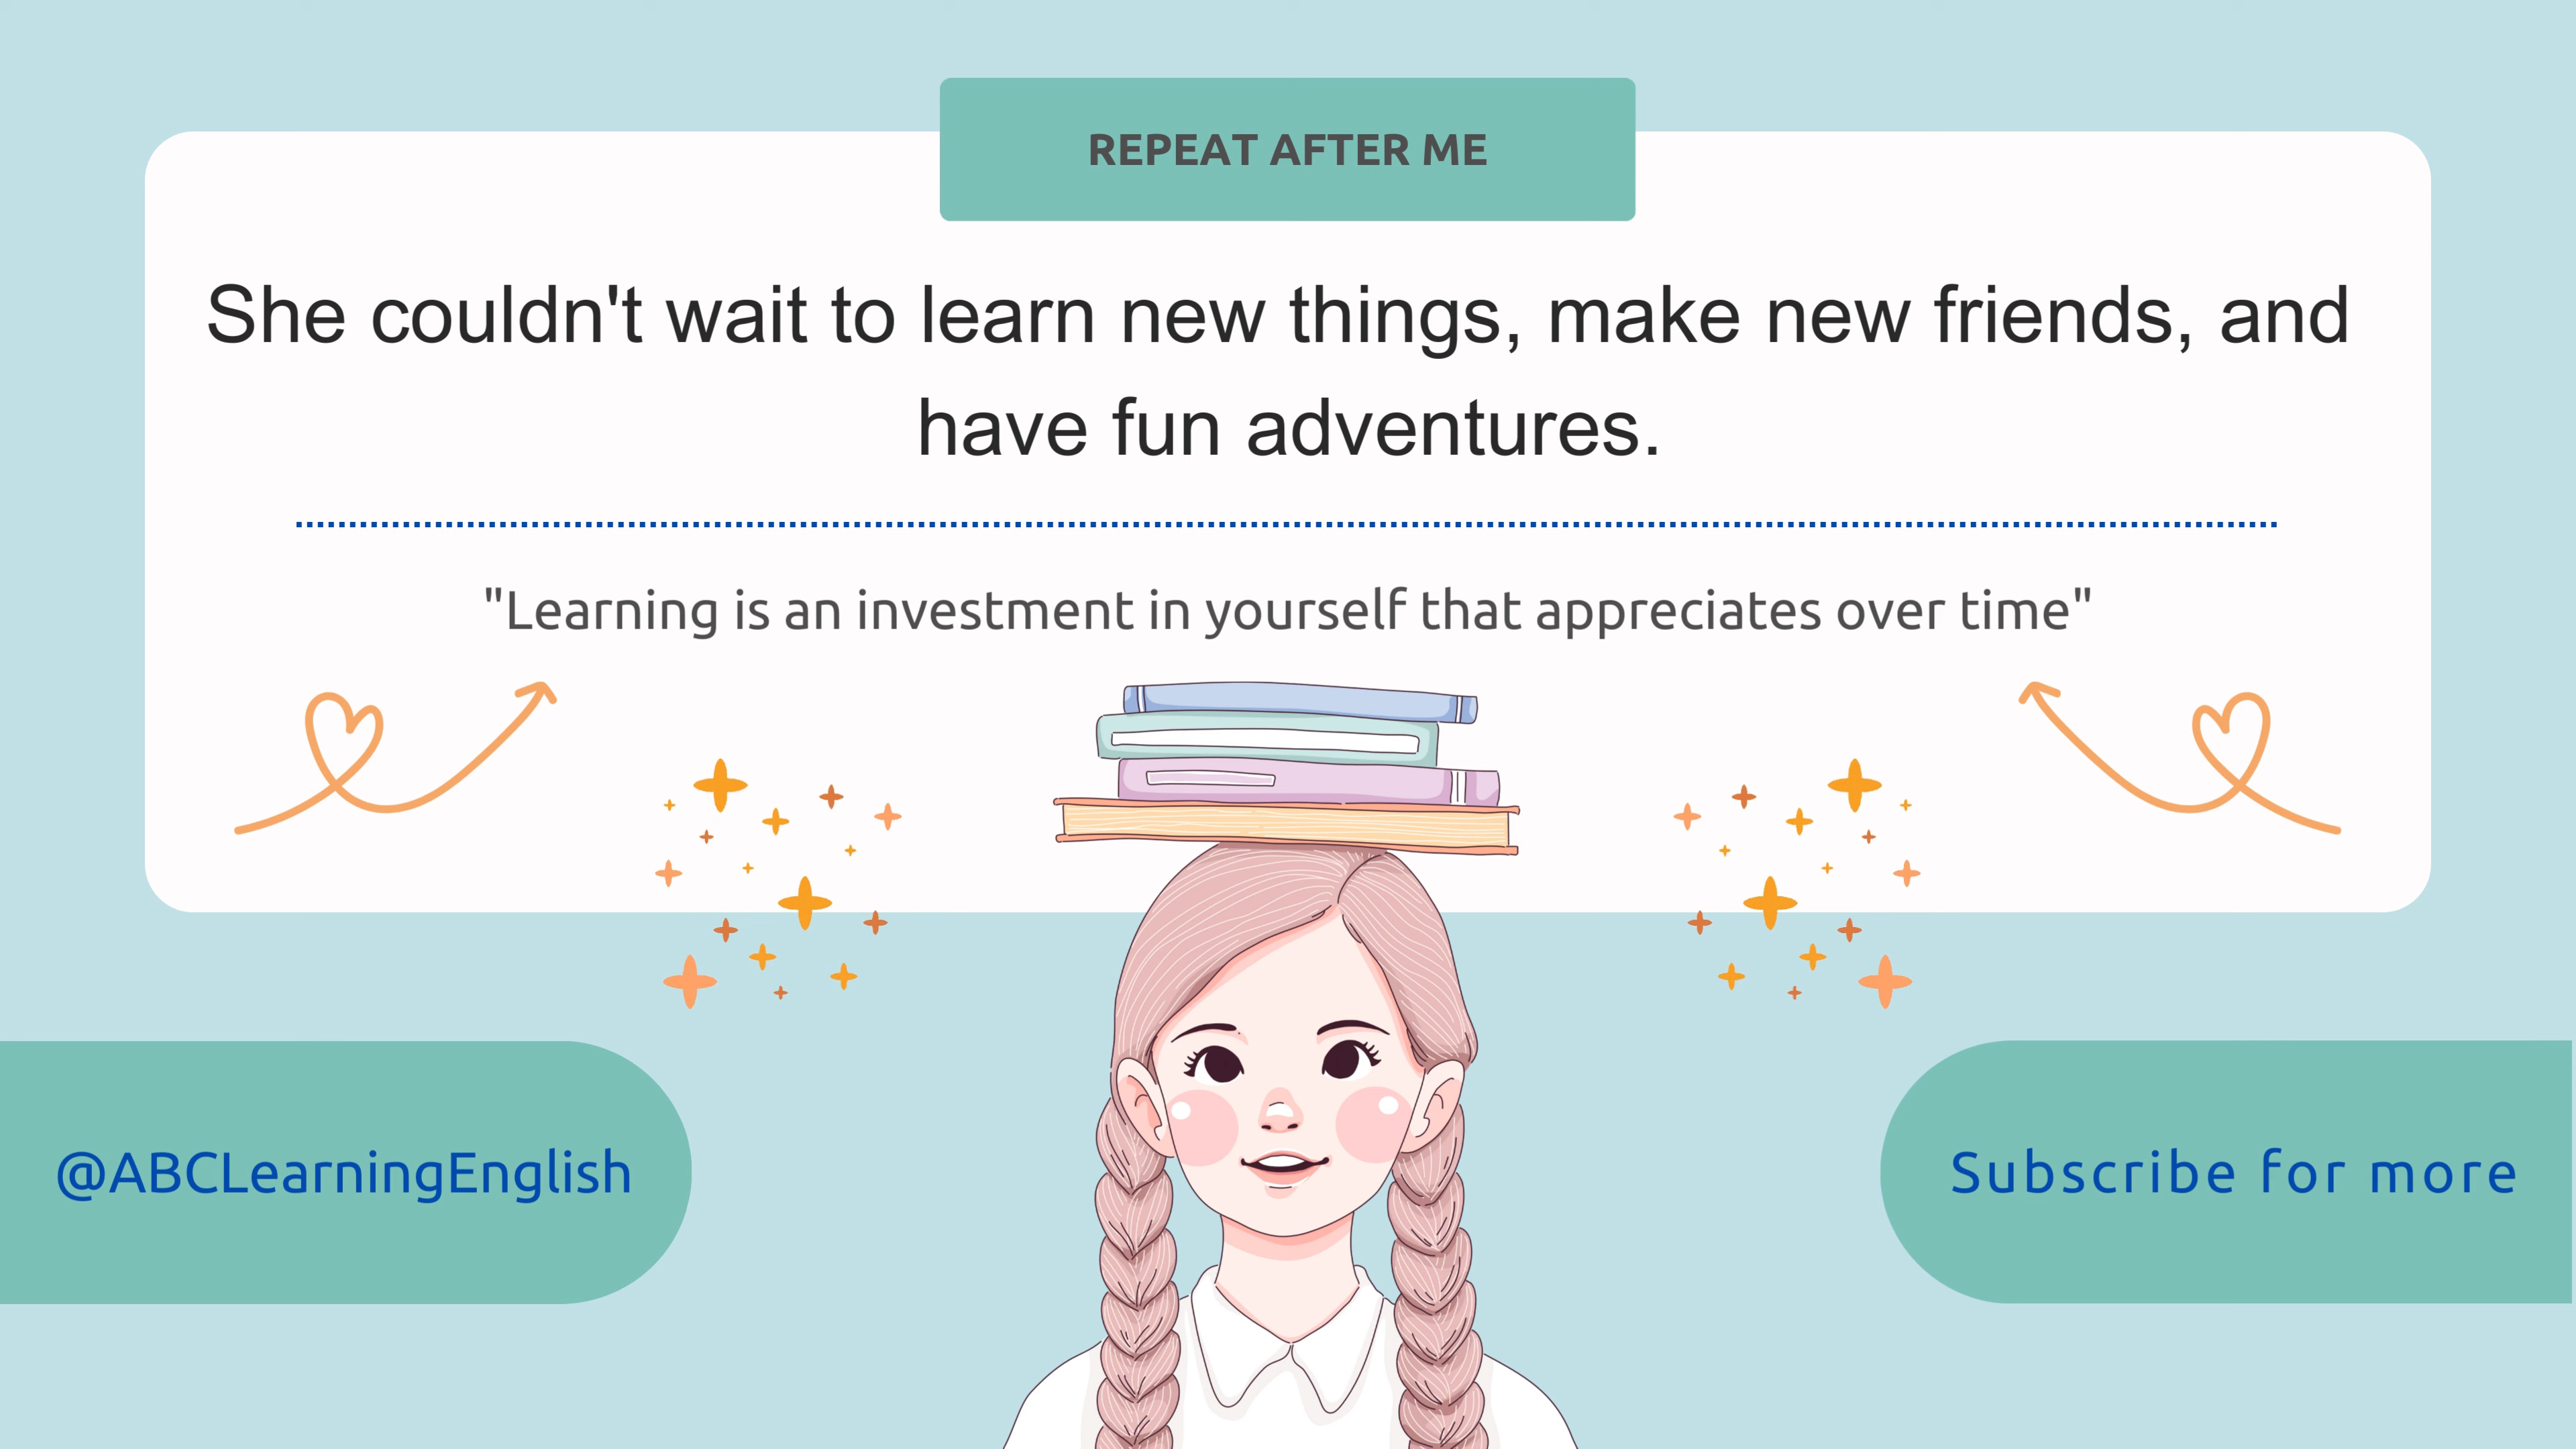 REPEAT AFTER ME
She couldn't wait to learn new things, make new friends, and
have fun adventures.
"Learning is an investment in yourself that appreciates over time"
@ABCLearningEnglish
Subscribe for more